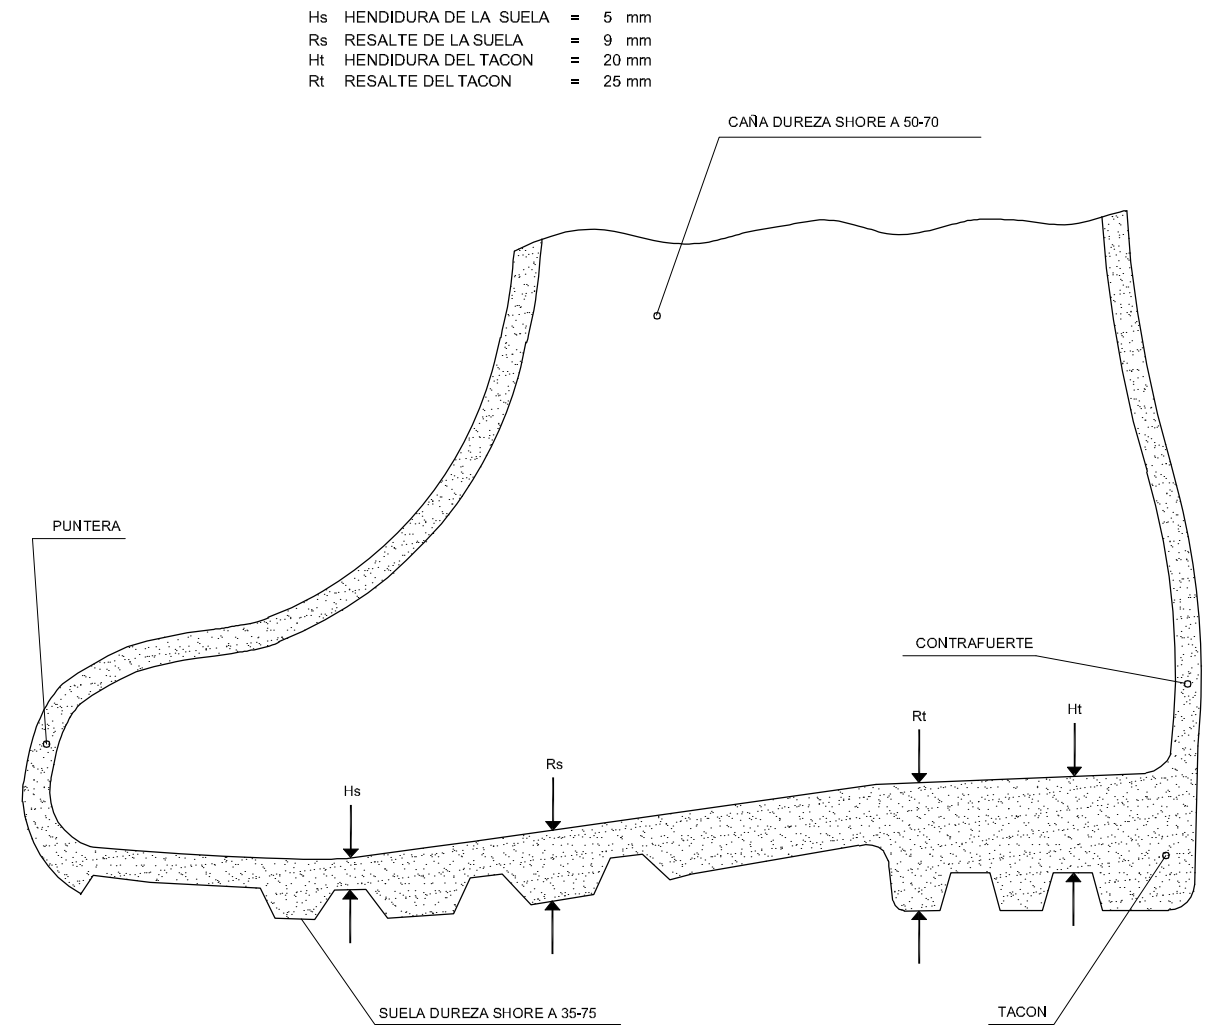 Hs HENDIDURA DE LA SUELA = 5 mm
Rs RESALTE DE LA SUELA = 9 mm
Ht HENDIDURA DEL TACON = 20 mm
Rt RESALTE DEL TACON = 25 mm
CAÑA DUREZA SHORE A 50-70
PUNTERA
CONTRAFUERTE
Rt
Ht
Rs
Hs
SUELA DUREZA SHORE A 35-75
TACON